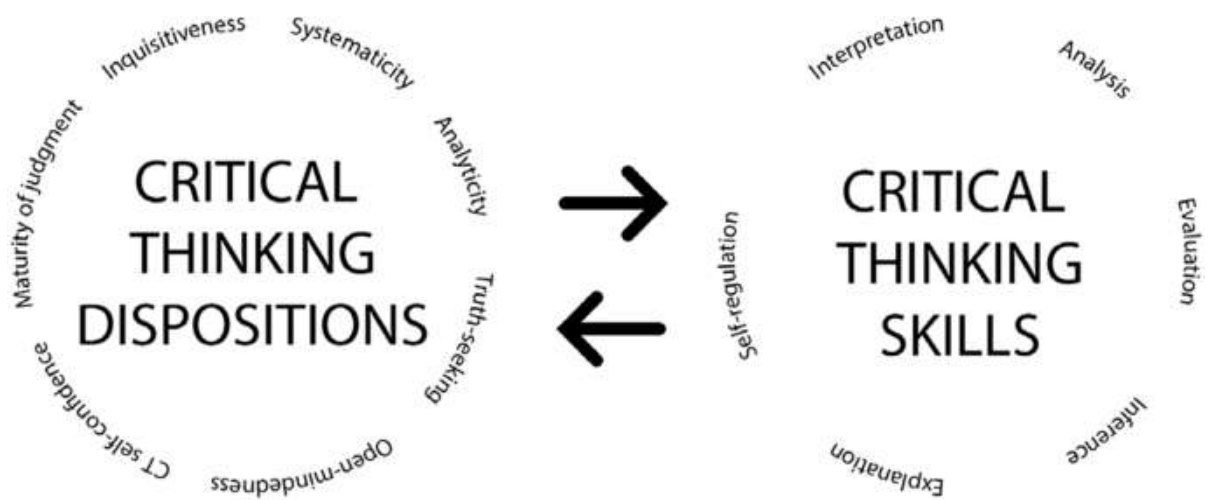 Inquisitiveness
Systematicity
Analyticity
Truth-seeking
Open-mindedness
CT self-confidence
Maturity of judgment
CRITICAL
THINKING
DISPOSITIONS
Interpretation
Analysis
Evaluation
Inference
Explanation
Self-regulation
CRITICAL
THINKING
SKILLS